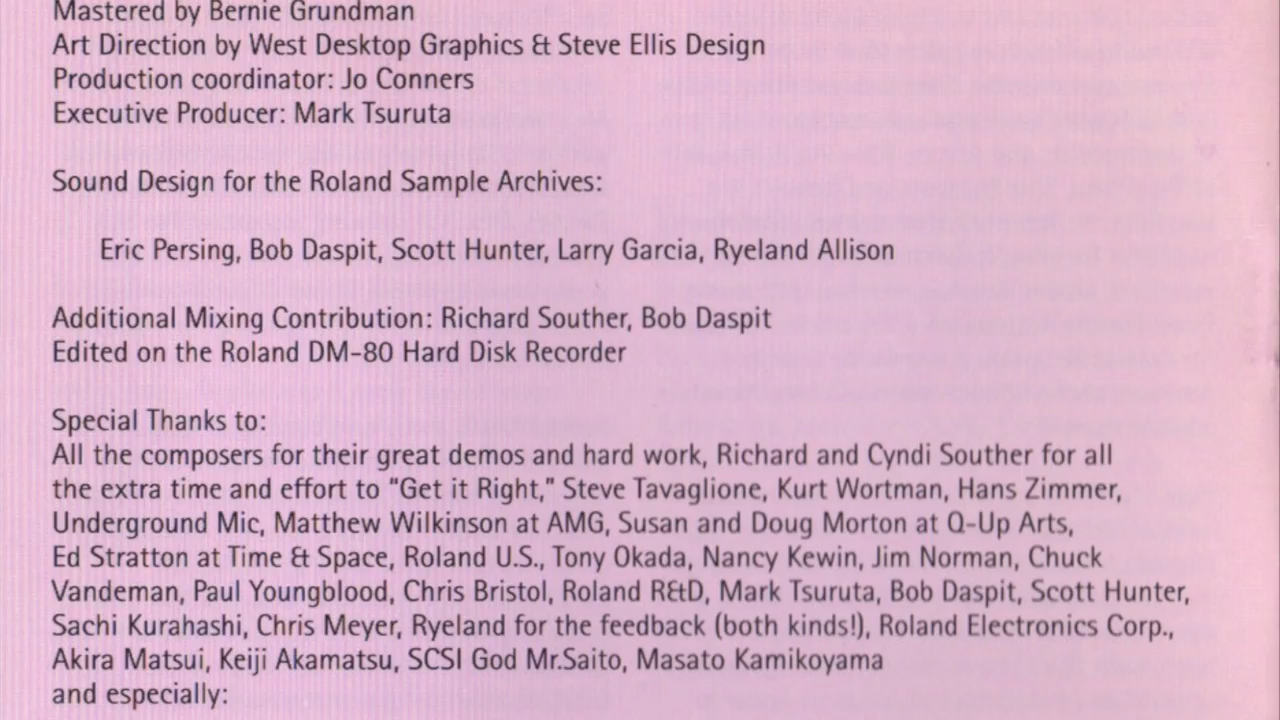 Mastered by Bernie Grundman
Art Direction by West Desktop Graphics & Steve Ellis Design
Production coordinator: Jo Conners
Executive Producer: Mark Tsuruta
Sound Design for the Roland Sample Archives:
Eric Persing, Bob Daspit, Scott Hunter, Larry Garcia, Ryeland Allison
Additional Mixing Contribution: Richard Souther, Bob Daspit
Edited on the Roland DM-80 Hard Disk Recorder
Special Thanks to:
All the composers for their great demos and hard work, Richard and Cyndi Souther for all
the extra time and effort to "Get it Right," Steve Tavaglione, Kurt Wortman, Hans Zimmer,
Underground Mic, Matthew Wilkinson at AMG, Susan and Doug Morton at Q-Up Arts,
Ed Stratton at Time & Space, Roland U.S., Tony Okada, Nancy Kewin, Jim Norman, Chuck
Vandeman, Paul Youngblood, Chris Bristol, Roland R&D, Mark Tsuruta, Bob Daspit, Scott Hunter,
Sachi Kurahashi, Chris Meyer, Ryeland for the feedback (both kinds!), Roland Electronics Corp.,
Akira Matsui, Keiji Akamatsu, SCSI God Mr.Saito, Masato Kamikoyama
and especially: